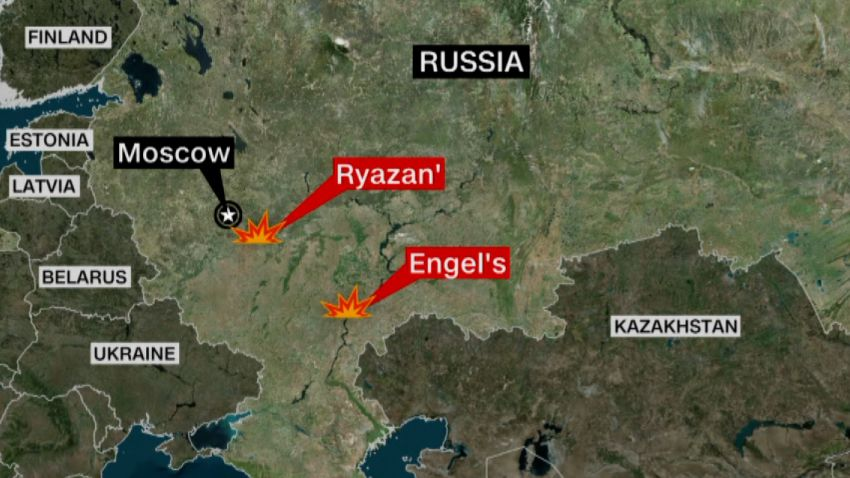 FINLAND
RUSSIA
ESTONIA
Moscow
Ryazan'
LATVIA
Engel's
BELARUS
KAZAKHSTAN
UKRAINE